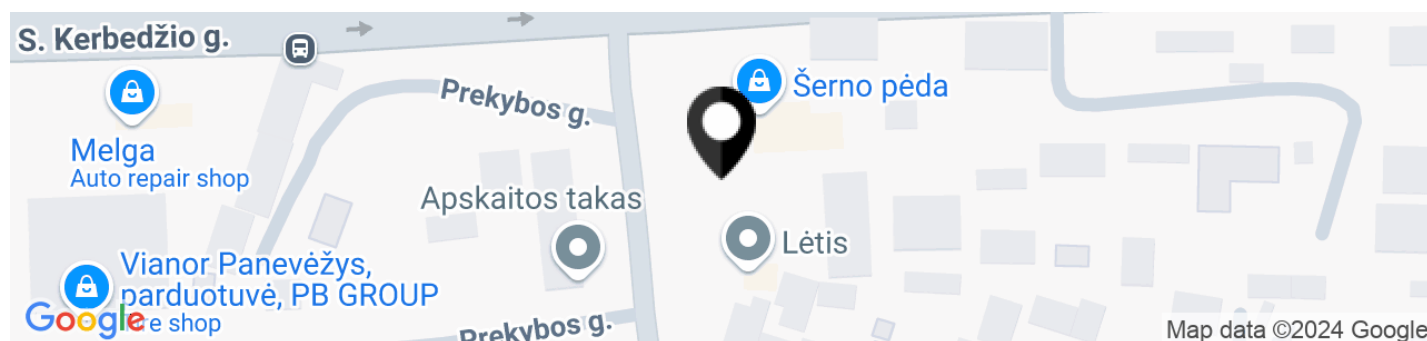 S. Kerbedžio g.
Prekybos g.
Šerno pėda
Melga
Auto repair shop
Apskaitos takas
Lėtis
Vianor Panevėžys,
parduotuvė, PB GROUP
shop
Google
Prekybos g.
Map data ©2024 Google